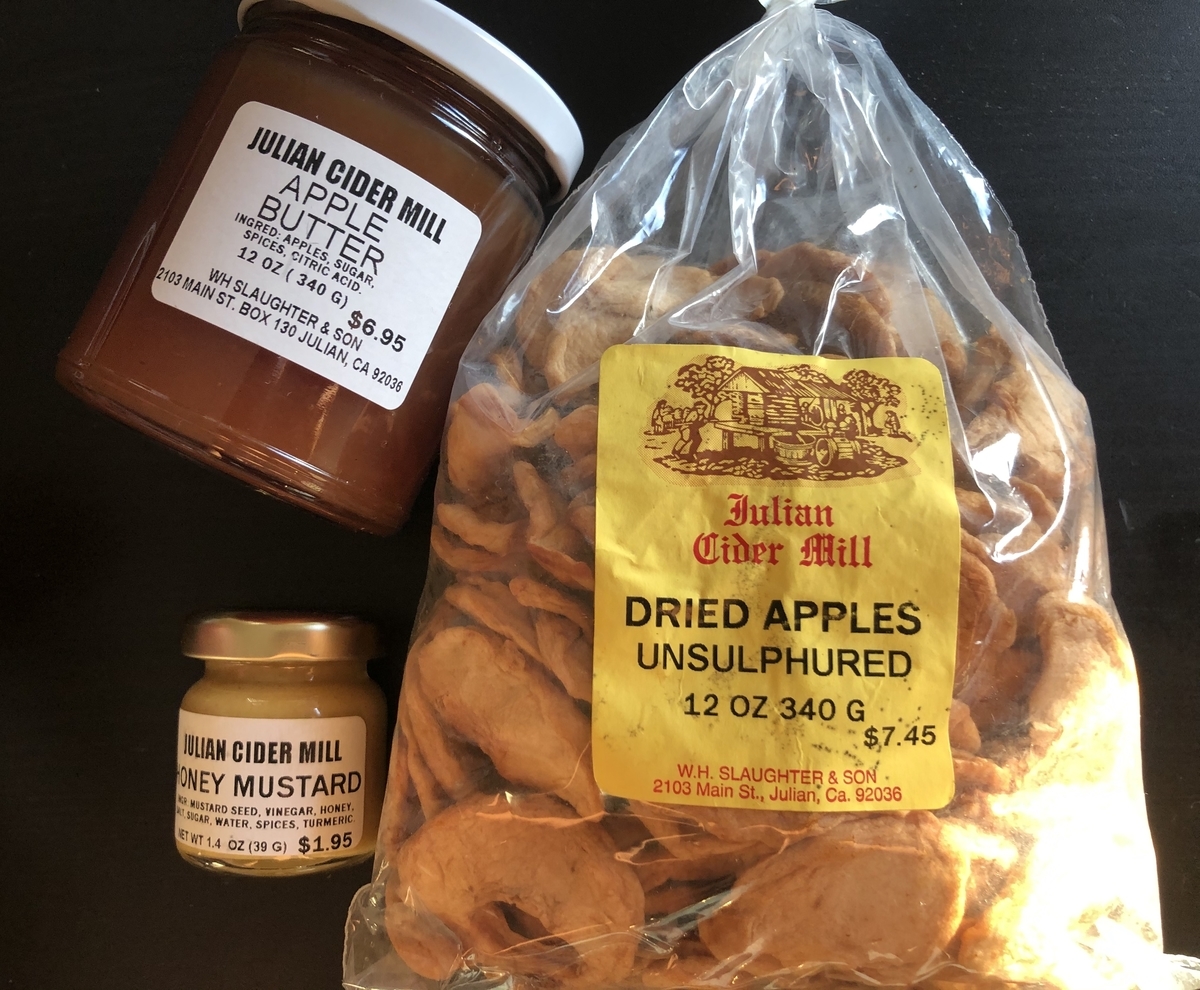 JULIAN CIDER MILL
APPLE
BUTTER
INGRED: APPLES, SUGAR,
SPICES, CITRIC ACID.
12 OZ ( 340 G)
$6.95
WH SLAUGHTER & SON
2103 MAIN ST. BOX 130 JULIAN, CA 92036
Julian
Cider Mill
DRIED APPLES
UNSULPHURED
12 OZ 340 G
$7.45
W.H. SLAUGHTER & SON
2103 Main St., Julian, Ca. 92036
JULIAN CIDER MILL
HONEY MUSTARD
INGR: MUSTARD SEED, VINEGAR, HONEY,
SALT, SUGAR, WATER, SPICES, TURMERIC.
NET WT 1.4 OZ (39 G) $1.95